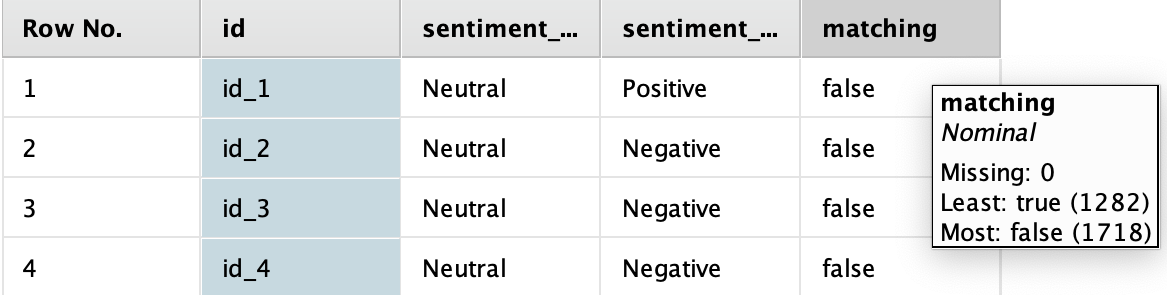 Row No. id sentiment_... sentiment_... matching
1 id_1 Neutral Positive false
2 id_2 Neutral Negative false
3 id_3 Neutral Negative false
4 id_4 Neutral Negative false
matching
Nominal
Missing: 0
Least: true (1282)
Most: false (1718)